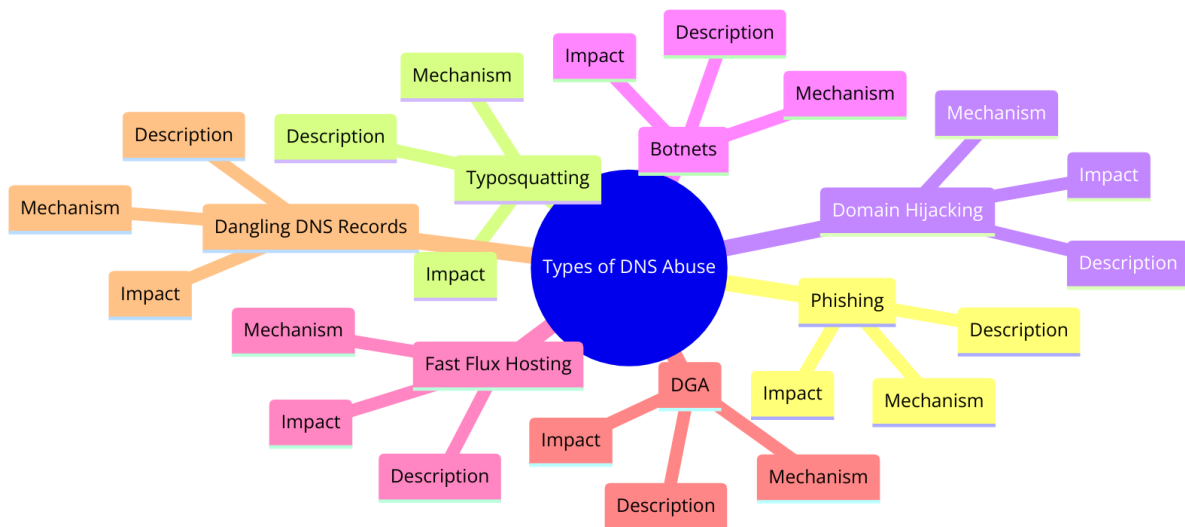 Types of DNS Abuse
Botnets
Impact
Description
Mechanism
Domain Hijacking
Mechanism
Impact
Description
Phishing
Description
Mechanism
Impact
DGA
Mechanism
Description
Impact
Fast Flux Hosting
Mechanism
Impact
Description
Dangling DNS Records
Description
Mechanism
Impact
Typosquatting
Mechanism
Description
Impact